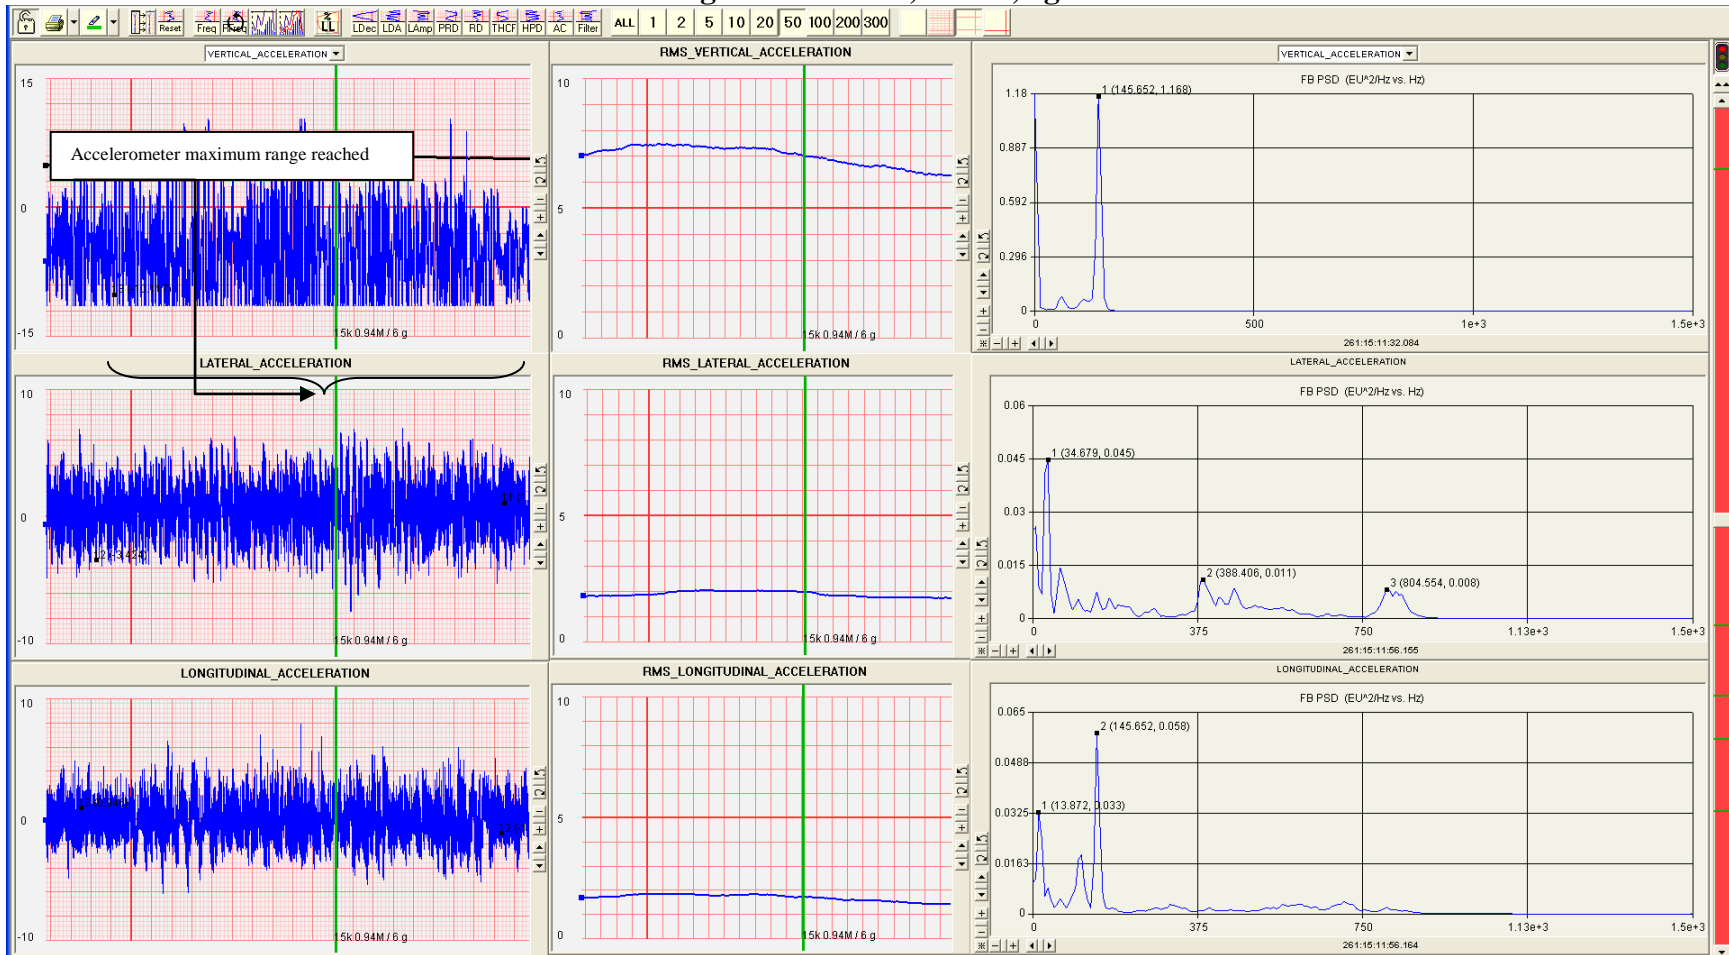 Reset Freq LL LDec LDA LAmp PRD RD THCF HPD AC Filter ALL 1 2 5 10 20 50 100 200 300
VERTICAL_ACCELERATION
15
0
-15
Accelerometer maximum range reached
15k 0.94M / 6 g
RMS_VERTICAL_ACCELERATION
10
5
0
15k 0.94M / 6 g
VERTICAL_ACCELERATION
FB PSD (EU^2/Hz vs. Hz)
1.18
0.887
0.592
0.296
0
1 (145.652, 1.168)
0 500 1e+3 1.5e+3
261:15:11:32.084
LATERAL_ACCELERATION
10
0
-10
12 (-3.424)
15k 0.94M / 6 g
RMS_LATERAL_ACCELERATION
10
5
0
15k 0.94M / 6 g
LATERAL_ACCELERATION
FB PSD (EU^2/Hz vs. Hz)
0.06
0.045
0.03
0.015
0
1 (34.679, 0.045)
2 (388.406, 0.011)
3 (804.554, 0.008)
0 375 750 1.13e+3 1.5e+3
261:15:11:56.155
LONGITUDINAL_ACCELERATION
10
0
-10
15k 0.94M / 6 g
RMS_LONGITUDINAL_ACCELERATION
10
5
0
15k 0.94M / 6 g
LONGITUDINAL_ACCELERATION
FB PSD (EU^2/Hz vs. Hz)
0.065
0.0488
0.0325
0.0163
0
2 (145.652, 0.058)
1 (13.872, 0.033)
0 375 750 1.13e+3 1.5e+3
261:15:11:56.164